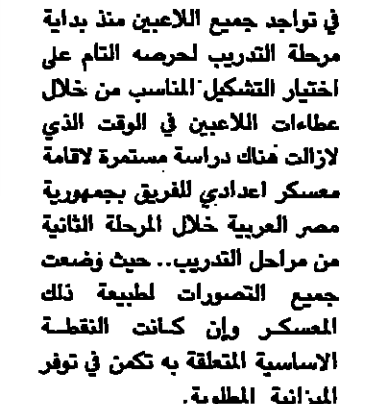 في تواجد جميع اللاعبين منذ بداية
مرحلة التدريب لحرصه التام على
اختيار التشكيل المناسب من خلال
عطاءات اللاعبين في الوقت الذي
لازالت هناك دراسة مستمرة لاقامة
معسكر اعدادي للفريق بجمهورية
مصر العربية خلال المرحلة الثانية
من مراحل التدريب.. حيث وضعت
جميع التصورات لطبيعة ذلك
المعسكر وإن كانت النقطة
الاساسية المتعلقة به تكمن في توفر
الميزانية المطلوبة.